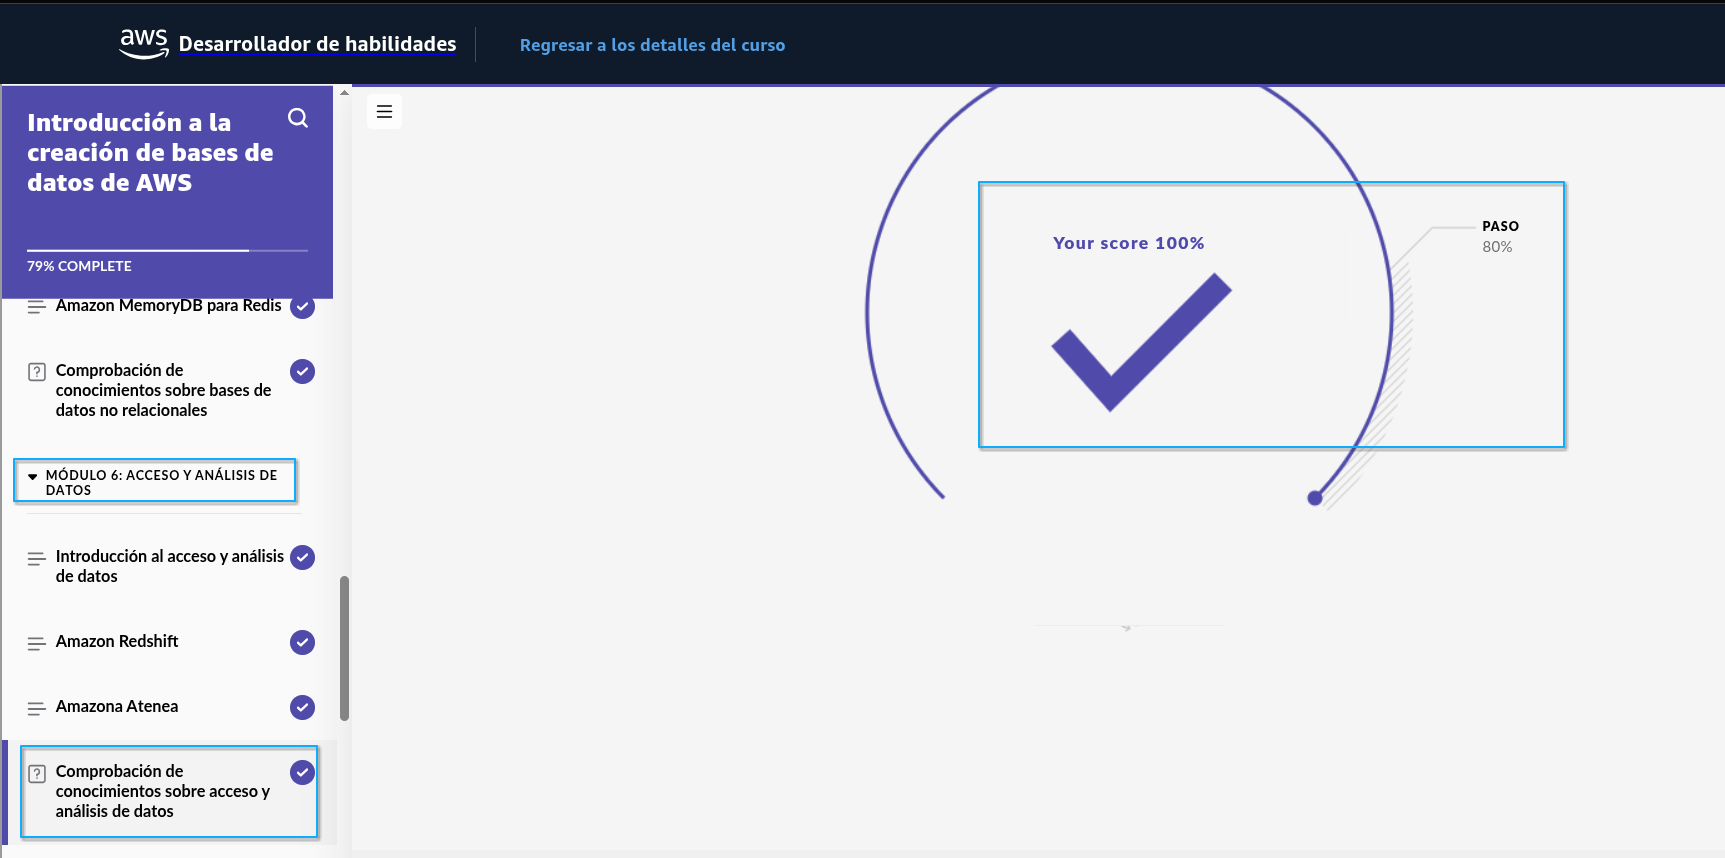 aws Desarrollador de habilidades
Regresar a los detalles del curso
Introducción a la
creación de bases de
datos de AWS
79% COMPLETE
Amazon MemoryDB para Redis
Comprobación de
conocimientos sobre bases de
datos no relacionales
MÓDULO 6: ACCESO Y ANÁLISIS DE
DATOS
Introducción al acceso y análisis
de datos
Amazon Redshift
Amazona Atenea
Comprobación de
conocimientos sobre acceso y
análisis de datos
Your score 100%
PASO
80%